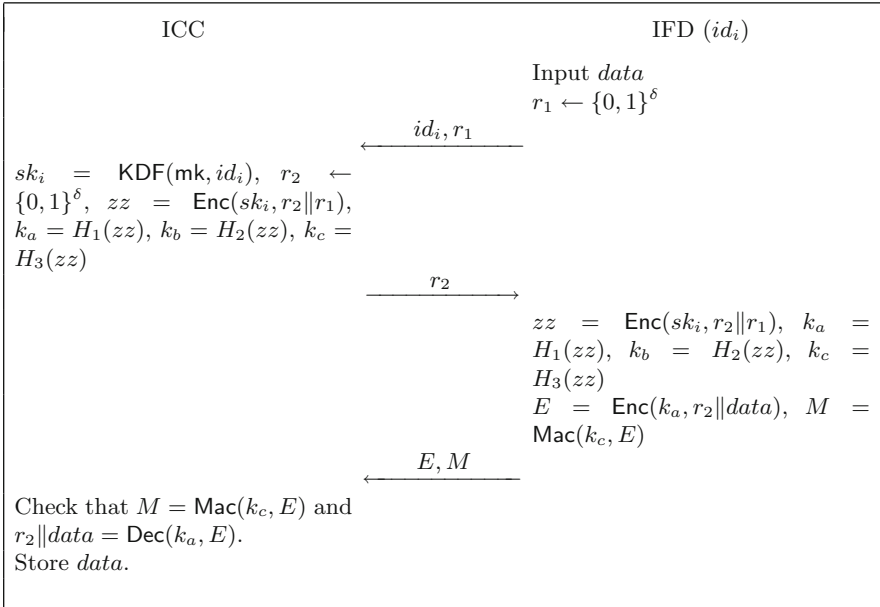 ICC IFD (id_i)
Input data
r_1 ← {0, 1}^δ
id_i, r_1
sk_i = KDF(mk, id_i), r_2 ←
{0, 1}^δ, zz = Enc(sk_i, r_2∥r_1),
k_a = H_1(zz), k_b = H_2(zz), k_c =
H_3(zz)
r_2
zz = Enc(sk_i, r_2∥r_1), k_a =
H_1(zz), k_b = H_2(zz), k_c =
H_3(zz)
E = Enc(k_a, r_2∥data), M =
Mac(k_c, E)
E, M
Check that M = Mac(k_c, E) and
r_2∥data = Dec(k_a, E).
Store data.